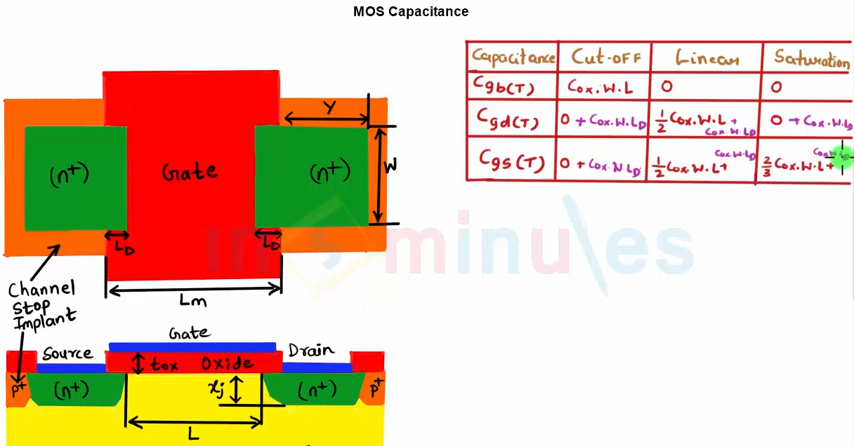 MOS Capacitance
Capacitance Cut-OFF Linear Saturation
Cgb(T) Cox.W.L 0 0
Cgd(T) 0 + Cox.W.LD 1/2 Cox.W.L + Cox.W.LD 0 + Cox.W.LD
Cgs(T) 0 + Cox.W.LD 1/2 Cox.W.L + Cox.W.LD 2/3 Cox.W.L +
Y
(n+) Gate (n+) W
LD LD
Lm
Channel
Stop
Implant
in 5 minutes
Gate
Source tox Oxide Drain
p+ (n+) xj (n+) p+
L